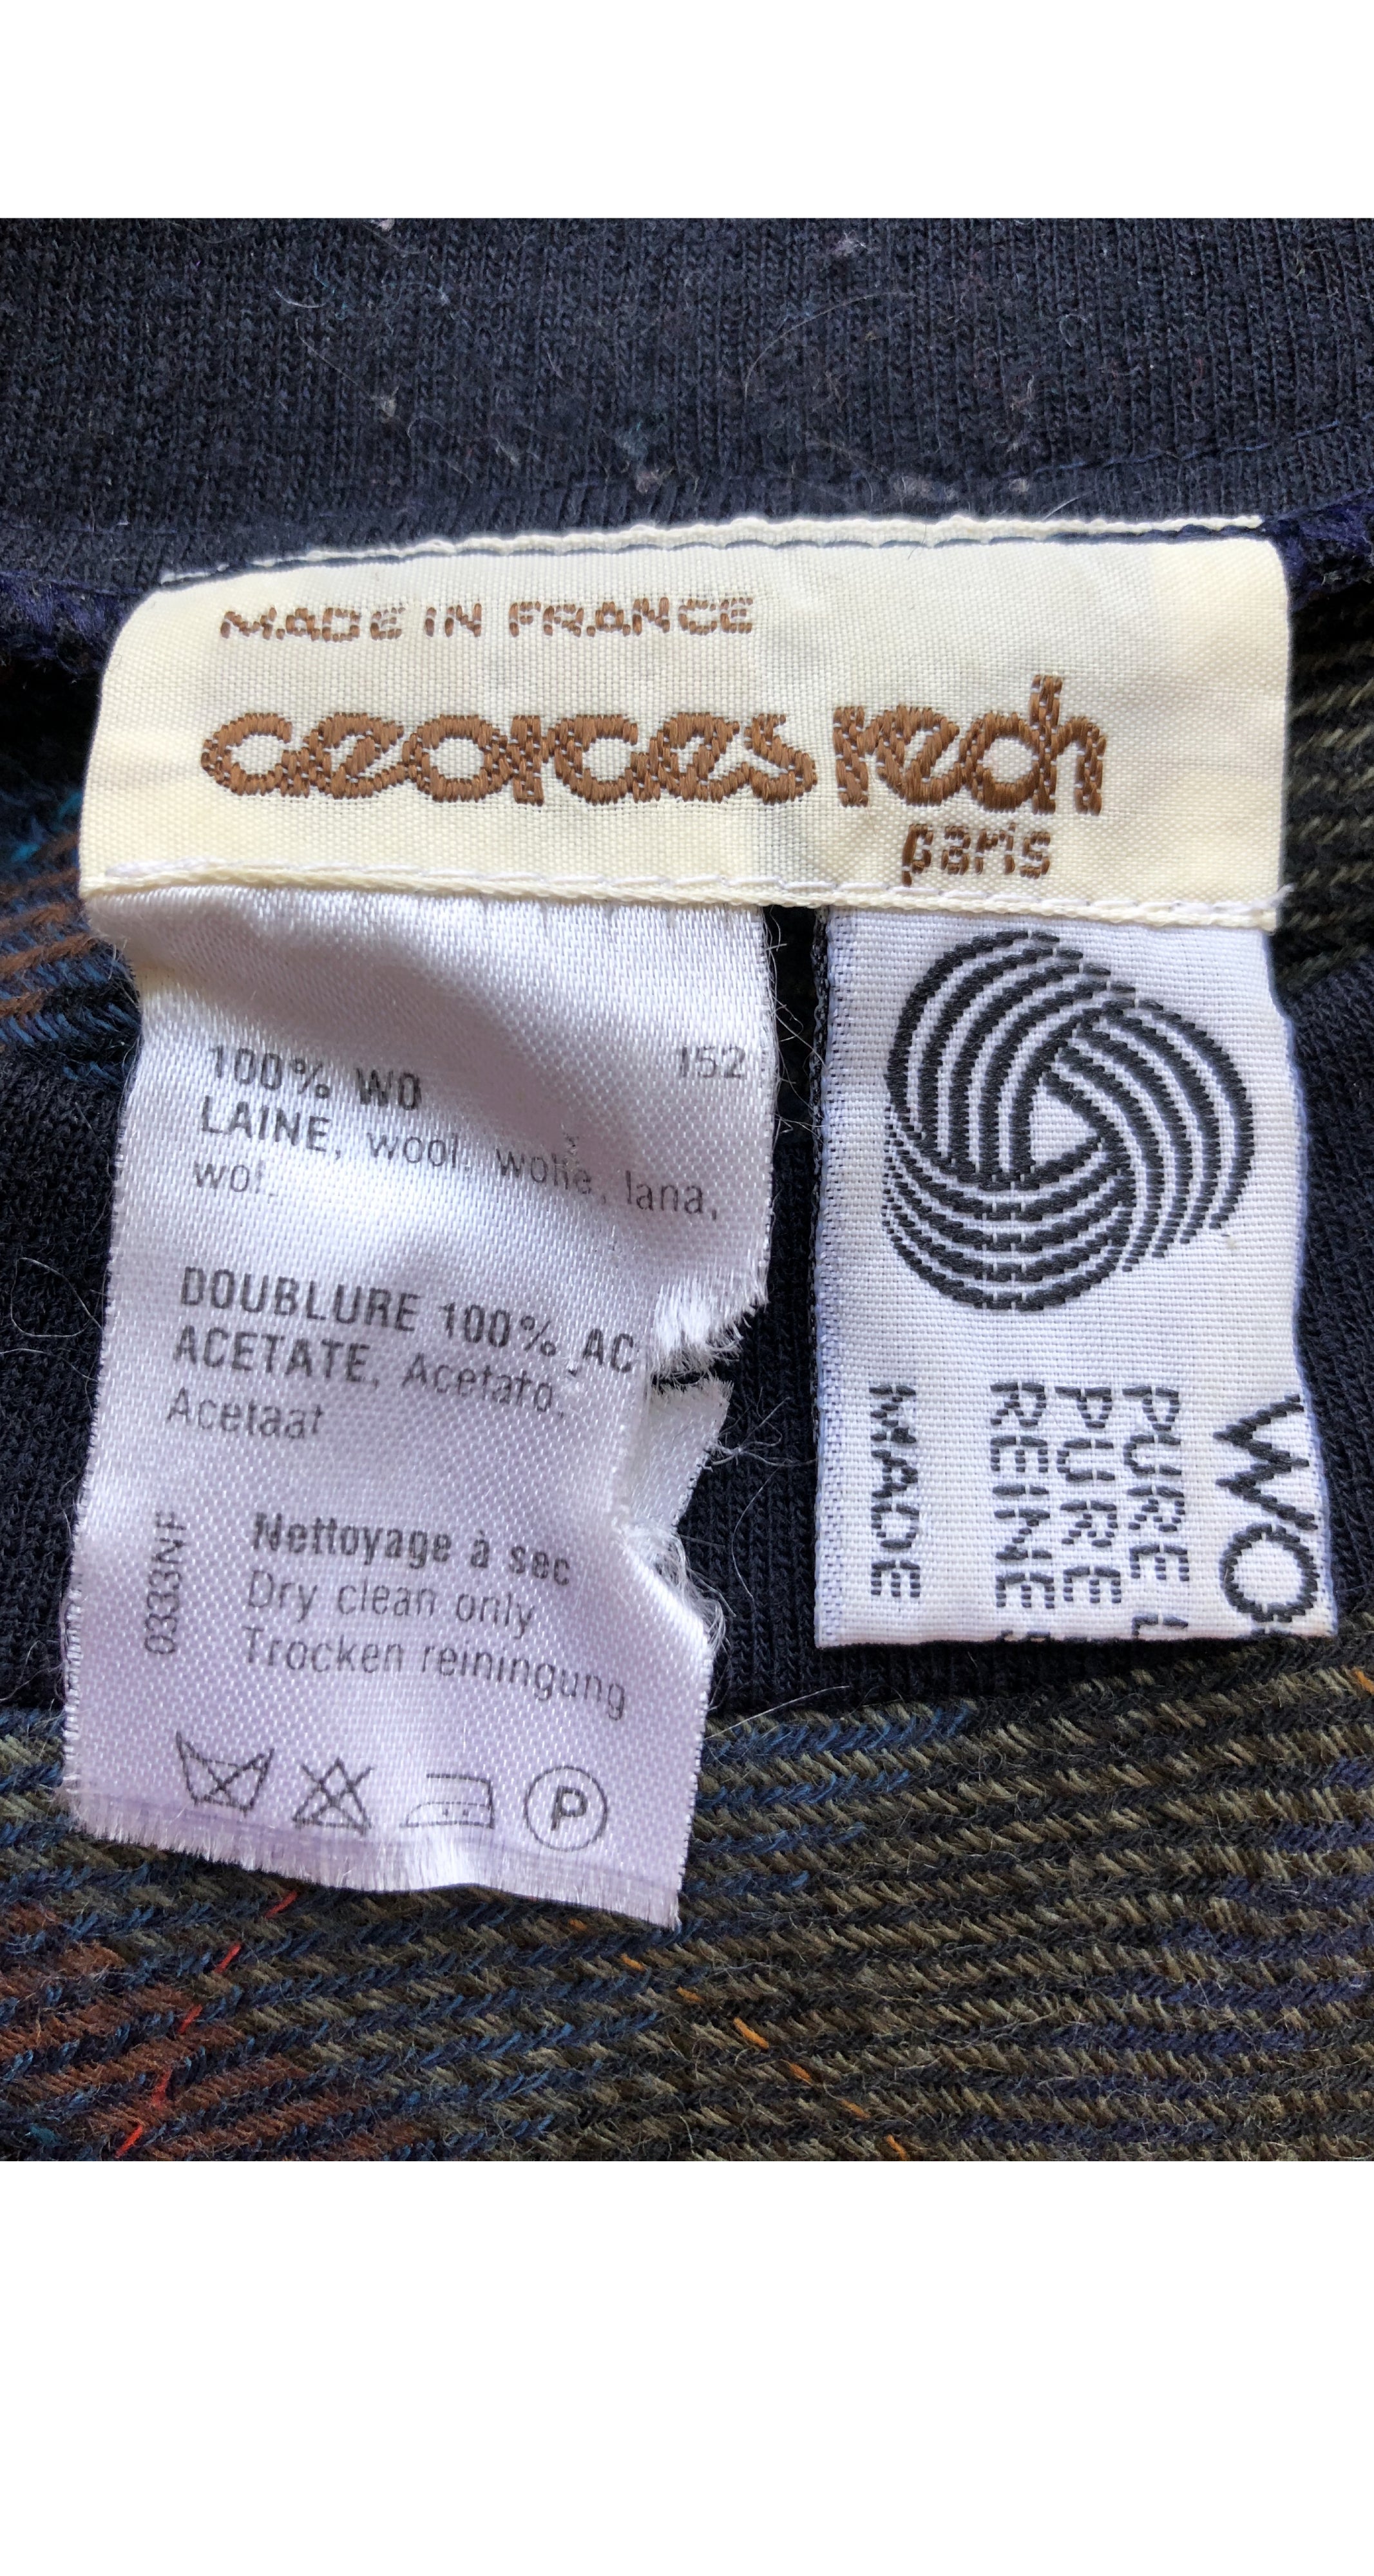 MADE IN FRANCE
GEORGES rech
paris
100% WO
152
LAINE, wool, wolle, lana,
wol.
DOUBLURE 100% AC
ACETATE, Acetato,
Acetaat
033NF
Nettoyage à sec
Dry clean only
Trocken reiningung
P
WO
PURE
PURE
REINE
MADE